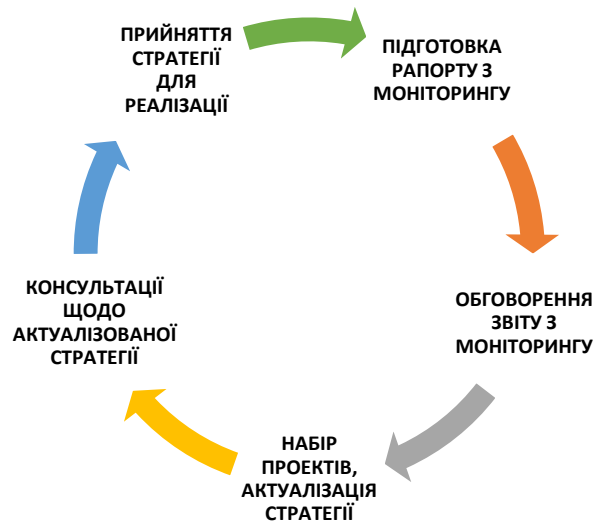 ПРИЙНЯТТЯ
СТРАТЕГІЇ
ДЛЯ
РЕАЛІЗАЦІЇ
ПІДГОТОВКА
РАПОРТУ З
МОНІТОРИНГУ
ОБГОВОРЕННЯ
ЗВІТУ З
МОНІТОРИНГУ
НАБІР
ПРОЕКТІВ,
АКТУАЛІЗАЦІЯ
СТРАТЕГІЇ
КОНСУЛЬТАЦІЇ
ЩОДО
АКТУАЛІЗОВАНОЇ
СТРАТЕГІЇ